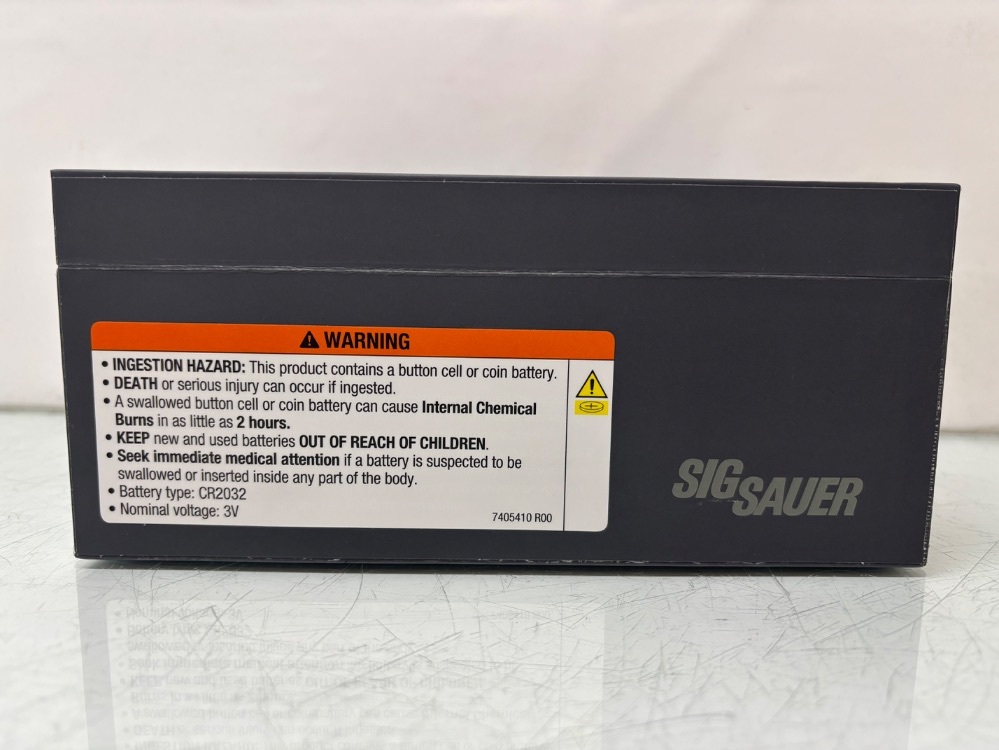 WARNING
• INGESTION HAZARD: This product contains a button cell or coin battery.
• DEATH or serious injury can occur if ingested.
• A swallowed button cell or coin battery can cause Internal Chemical
Burns in as little as 2 hours.
• KEEP new and used batteries OUT OF REACH OF CHILDREN.
• Seek immediate medical attention if a battery is suspected to be
swallowed or inserted inside any part of the body.
• Battery type: CR2032
• Nominal voltage: 3V
7405410 R00
SIG SAUER